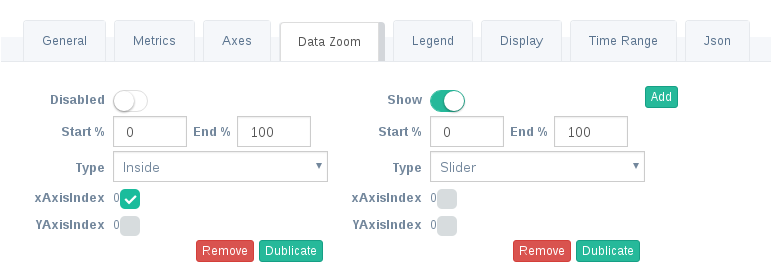 General Metrics Axes Data Zoom Legend Display Time Range Json
Disabled Show Add
Start % 0 End % 100 Start % 0 End % 100
Type Inside Type Slider
xAxisIndex 0 xAxisIndex 0
YAxisIndex 0 YAxisIndex 0
Remove Dublicate Remove Dublicate